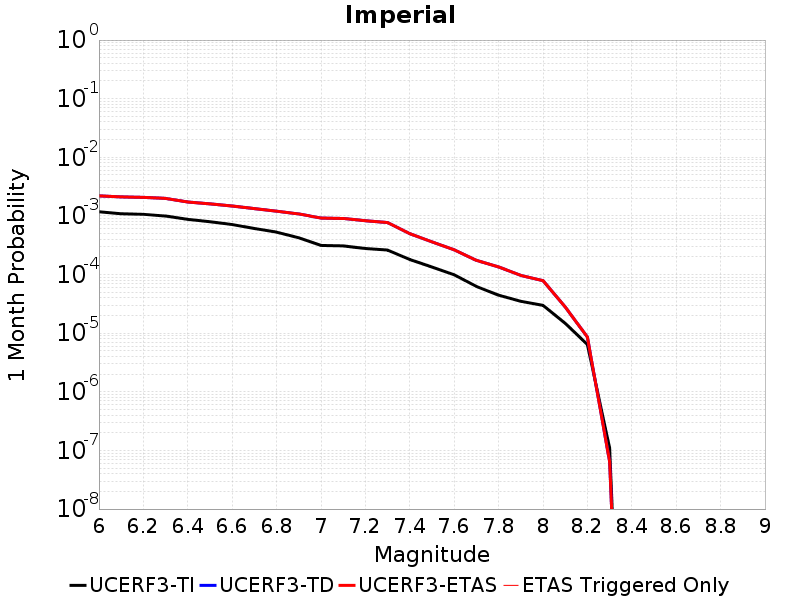 Imperial
1 Month Probability
10^0
10^-1
10^-2
10^-3
10^-4
10^-5
10^-6
10^-7
10^-8
6 6.2 6.4 6.6 6.8 7 7.2 7.4 7.6 7.8 8 8.2 8.4 8.6 8.8 9
Magnitude
UCERF3-TI UCERF3-TD UCERF3-ETAS ETAS Triggered Only